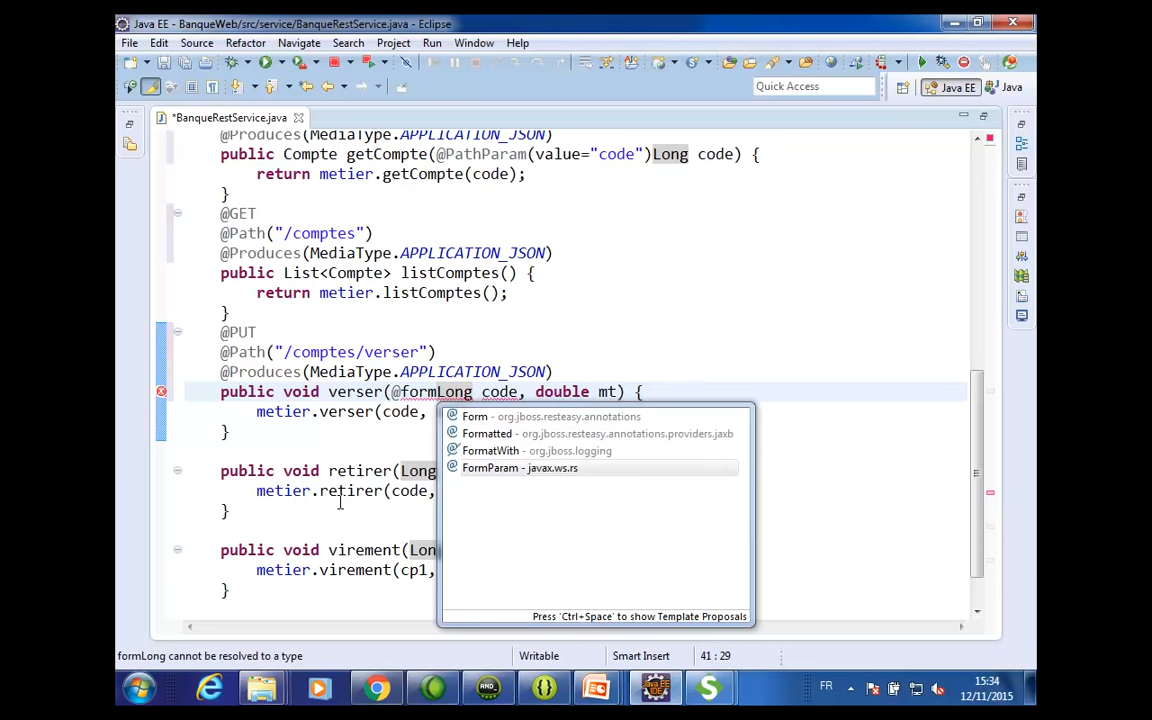 Java EE - BanqueWeb/src/service/BanqueRestService.java - Eclipse
File Edit Source Refactor Navigate Search Project Run Window Help
Quick Access
Java EE
Java
*BanqueRestService.java
@Produces(MediaType.APPLICATION_JSON)
public Compte getCompte(@PathParam(value="code")Long code) {
return metier.getCompte(code);
}
@GET
@Path("/comptes")
@Produces(MediaType.APPLICATION_JSON)
public List<Compte> listComptes() {
return metier.listComptes();
}
@PUT
@Path("/comptes/verser")
@Produces(MediaType.APPLICATION_JSON)
public void verser(@formLong code, double mt) {
metier.verser(code,
}
Form - org.jboss.resteasy.annotations
Formatted - org.jboss.resteasy.annotations.providers.jaxb
FormatWith - org.jboss.logging
FormParam - javax.ws.rs
Press 'Ctrl+Space' to show Template Proposals
public void retirer(Long
metier.retirer(code,
}
public void virement(Lon
metier.virement(cp1,
}
formLong cannot be resolved to a type
Writable
Smart Insert
41 : 29
FR
15:34
12/11/2015